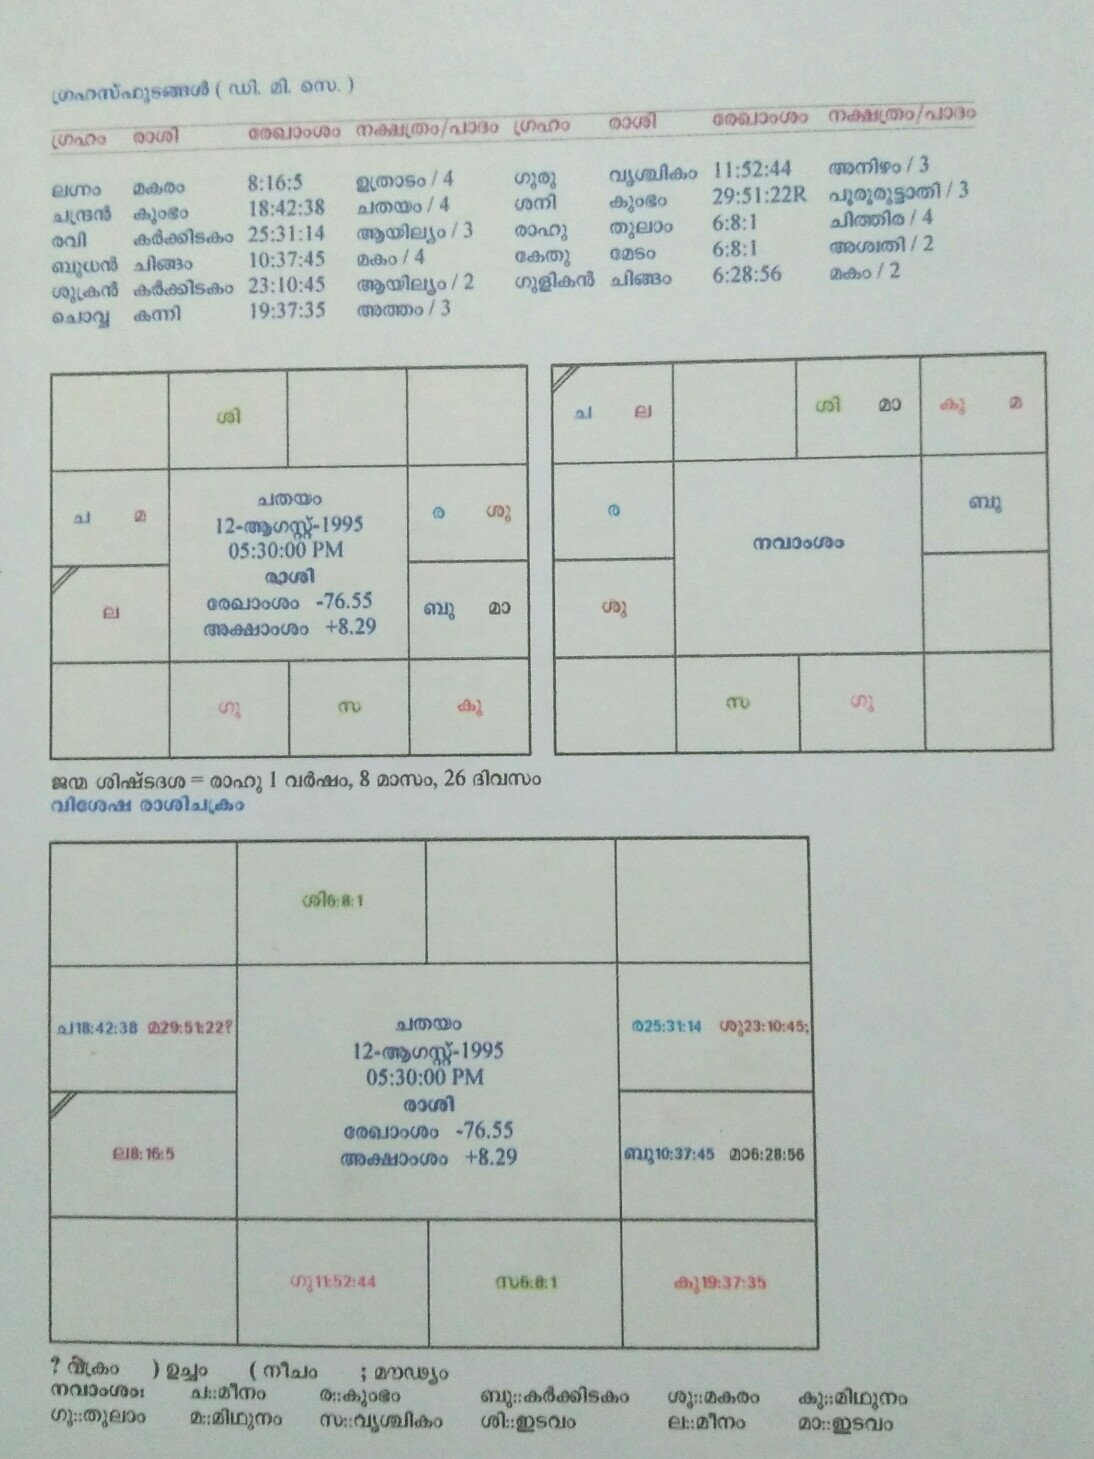 ഗ്രഹസ്ഫുടങ്ങൾ ( ഡി. മി. സെ. )
ഗ്രഹം രാശി രേഖാംശം നക്ഷത്രം/പാദം ഗ്രഹം രാശി രേഖാംശം നക്ഷത്രം/പാദം
ലഗ്നം മകരം 8:16:5 ഉത്രാടം / 4 ഗുരു വൃശ്ചികം 11:52:44 അനിഴം / 3
ചന്ദ്രൻ കുംഭം 18:42:38 ചതയം / 4 ശനി കുംഭം 29:51:22R പൂരുരുട്ടാതി / 3
രവി കർക്കിടകം 25:31:14 ആയില്യം / 3 രാഹു തുലാം 6:8:1 ചിത്തിര / 4
ബുധൻ ചിങ്ങം 10:37:45 മകം / 4 കേതു മേടം 6:8:1 അശ്വതി / 2
ശുക്രൻ കർക്കിടകം 23:10:45 ആയില്യം / 2 ഗുളികൻ ചിങ്ങം 6:28:56 മകം / 2
ചൊവ്വ കന്നി 19:37:35 അത്തം / 3
ശി
ച മ
ര ശു
ല
ബു മാ
ഗു സ കു
ചതയം
12-ആഗസ്റ്റ്-1995
05:30:00 PM
രാശി
രേഖാംശം -76.55
അക്ഷാംശം +8.29
ച ല ശി മാ കു മ
ര ബു
നവാംശം
ശു
സ ഗു
ജന്മ ശിഷ്ടദശ = രാഹു 1 വർഷം, 8 മാസം, 26 ദിവസം
വിശേഷ രാശിചക്രം
ശി6:8:1
ച18:42:38 മ29:51:22?
ര25:31:14 ശു23:10:45;
ചതയം
12-ആഗസ്റ്റ്-1995
05:30:00 PM
രാശി
രേഖാംശം -76.55
അക്ഷാംശം +8.29
ല8:16:5
ബു10:37:45 മാ6:28:56
ഗു11:52:44 സ6:8:1 കു19:37:35
? വക്രം ) ഉച്ചം ( നീചം ; മൗഢ്യം
നവാംശം: ച::മീനം ര::കുംഭം ബു::കർക്കിടകം ശു::മകരം കു::മിഥുനം
ഗു::തുലാം മ::മിഥുനം സ::വൃശ്ചികം ശി::ഇടവം ല::മീനം മാ::ഇടവം